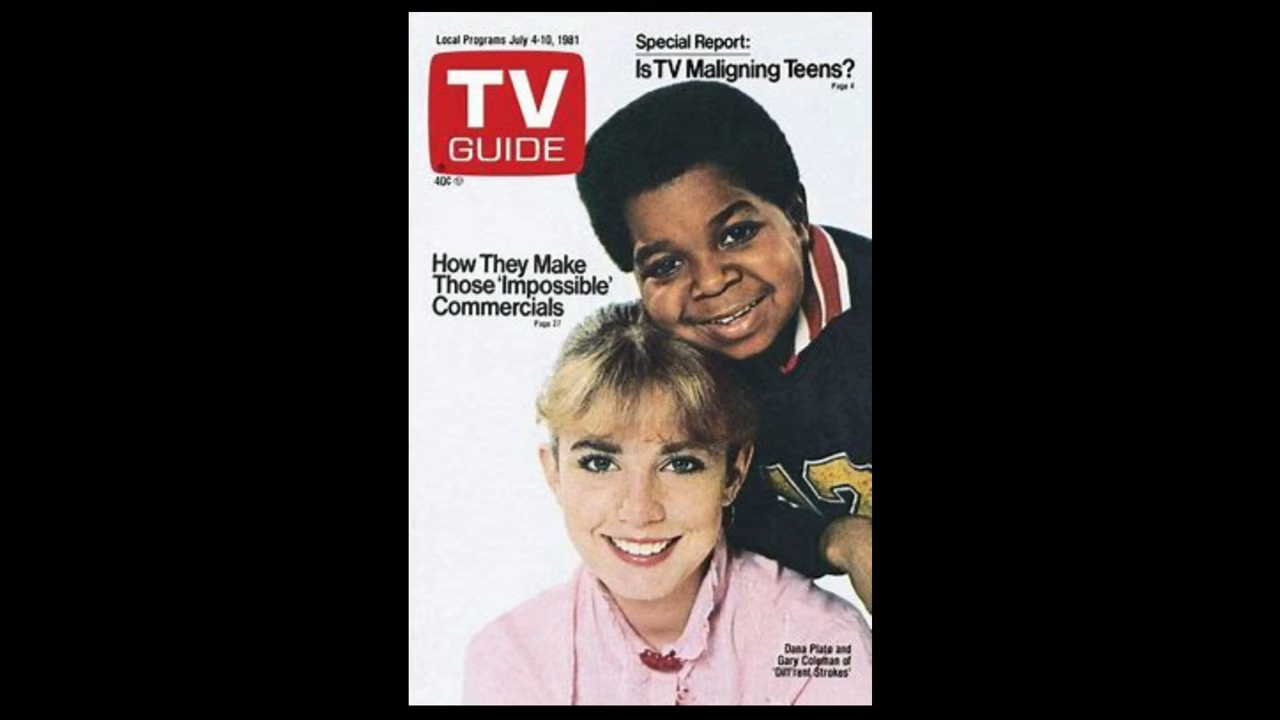 Local Programs July 4-10, 1981
TV
GUIDE
40¢
Special Report:
Is TV Maligning Teens?
Page 4
How They Make
Those 'Impossible'
Commercials
Page 27
Dana Plato and
Gary Coleman of
'Diff'rent Strokes'